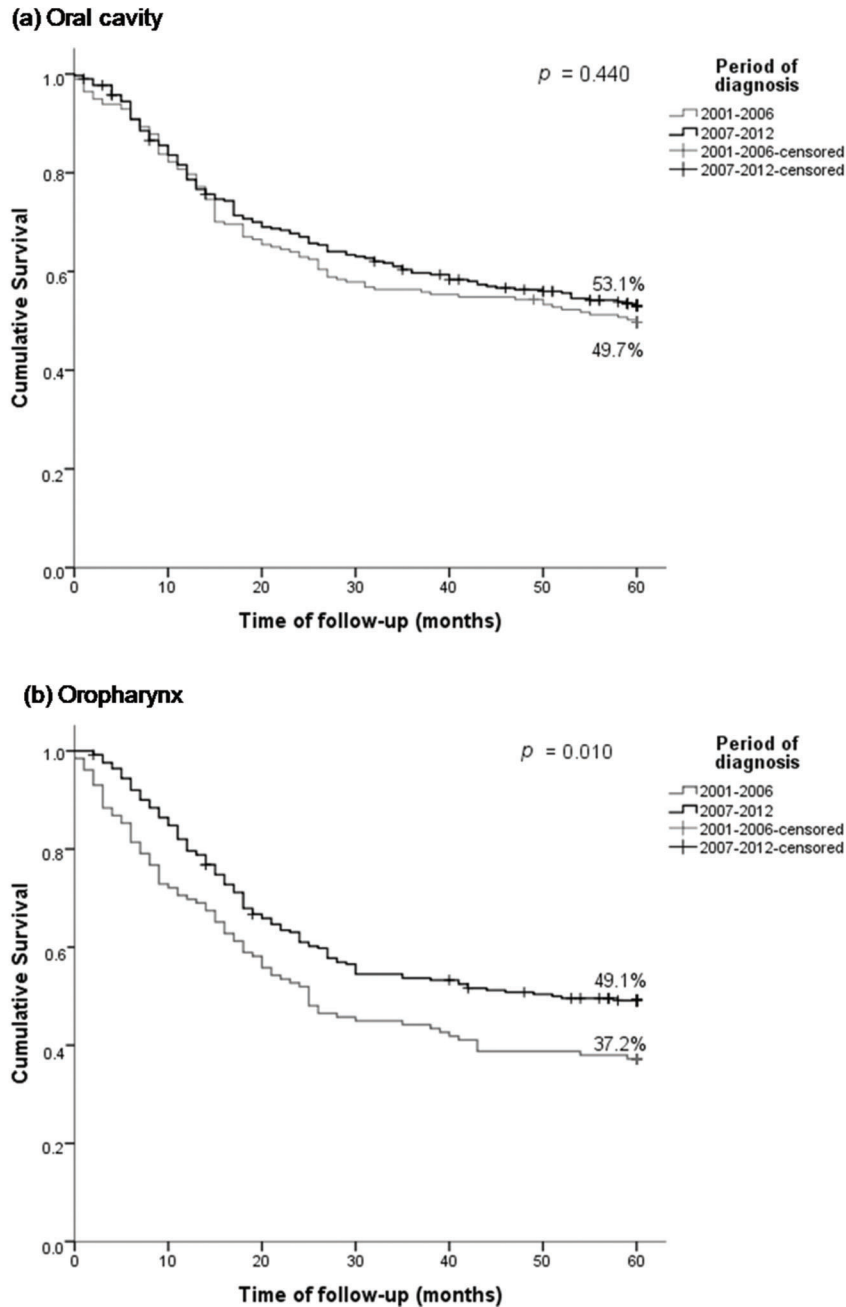 (a) Oral cavity
p = 0.440
Period of
diagnosis
2001-2006
2007-2012
2001-2006-censored
2007-2012-censored
1.0
0.8
0.6
0.4
0.2
0.0
Cumulative Survival
53.1%
49.7%
0 10 20 30 40 50 60
Time of follow-up (months)
(b) Oropharynx
p = 0.010
Period of
diagnosis
2001-2006
2007-2012
2001-2006-censored
2007-2012-censored
1.0
0.8
0.6
0.4
0.2
0.0
Cumulative Survival
49.1%
37.2%
0 10 20 30 40 50 60
Time of follow-up (months)